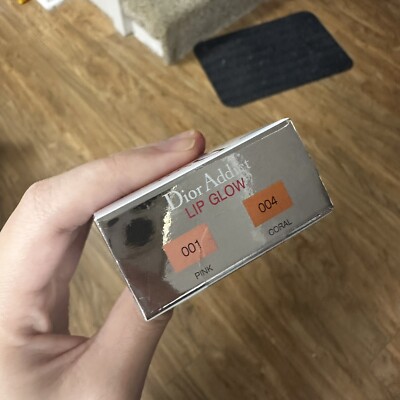 Dior Addict
LIP GLOW
001
004
PINK
CORAL